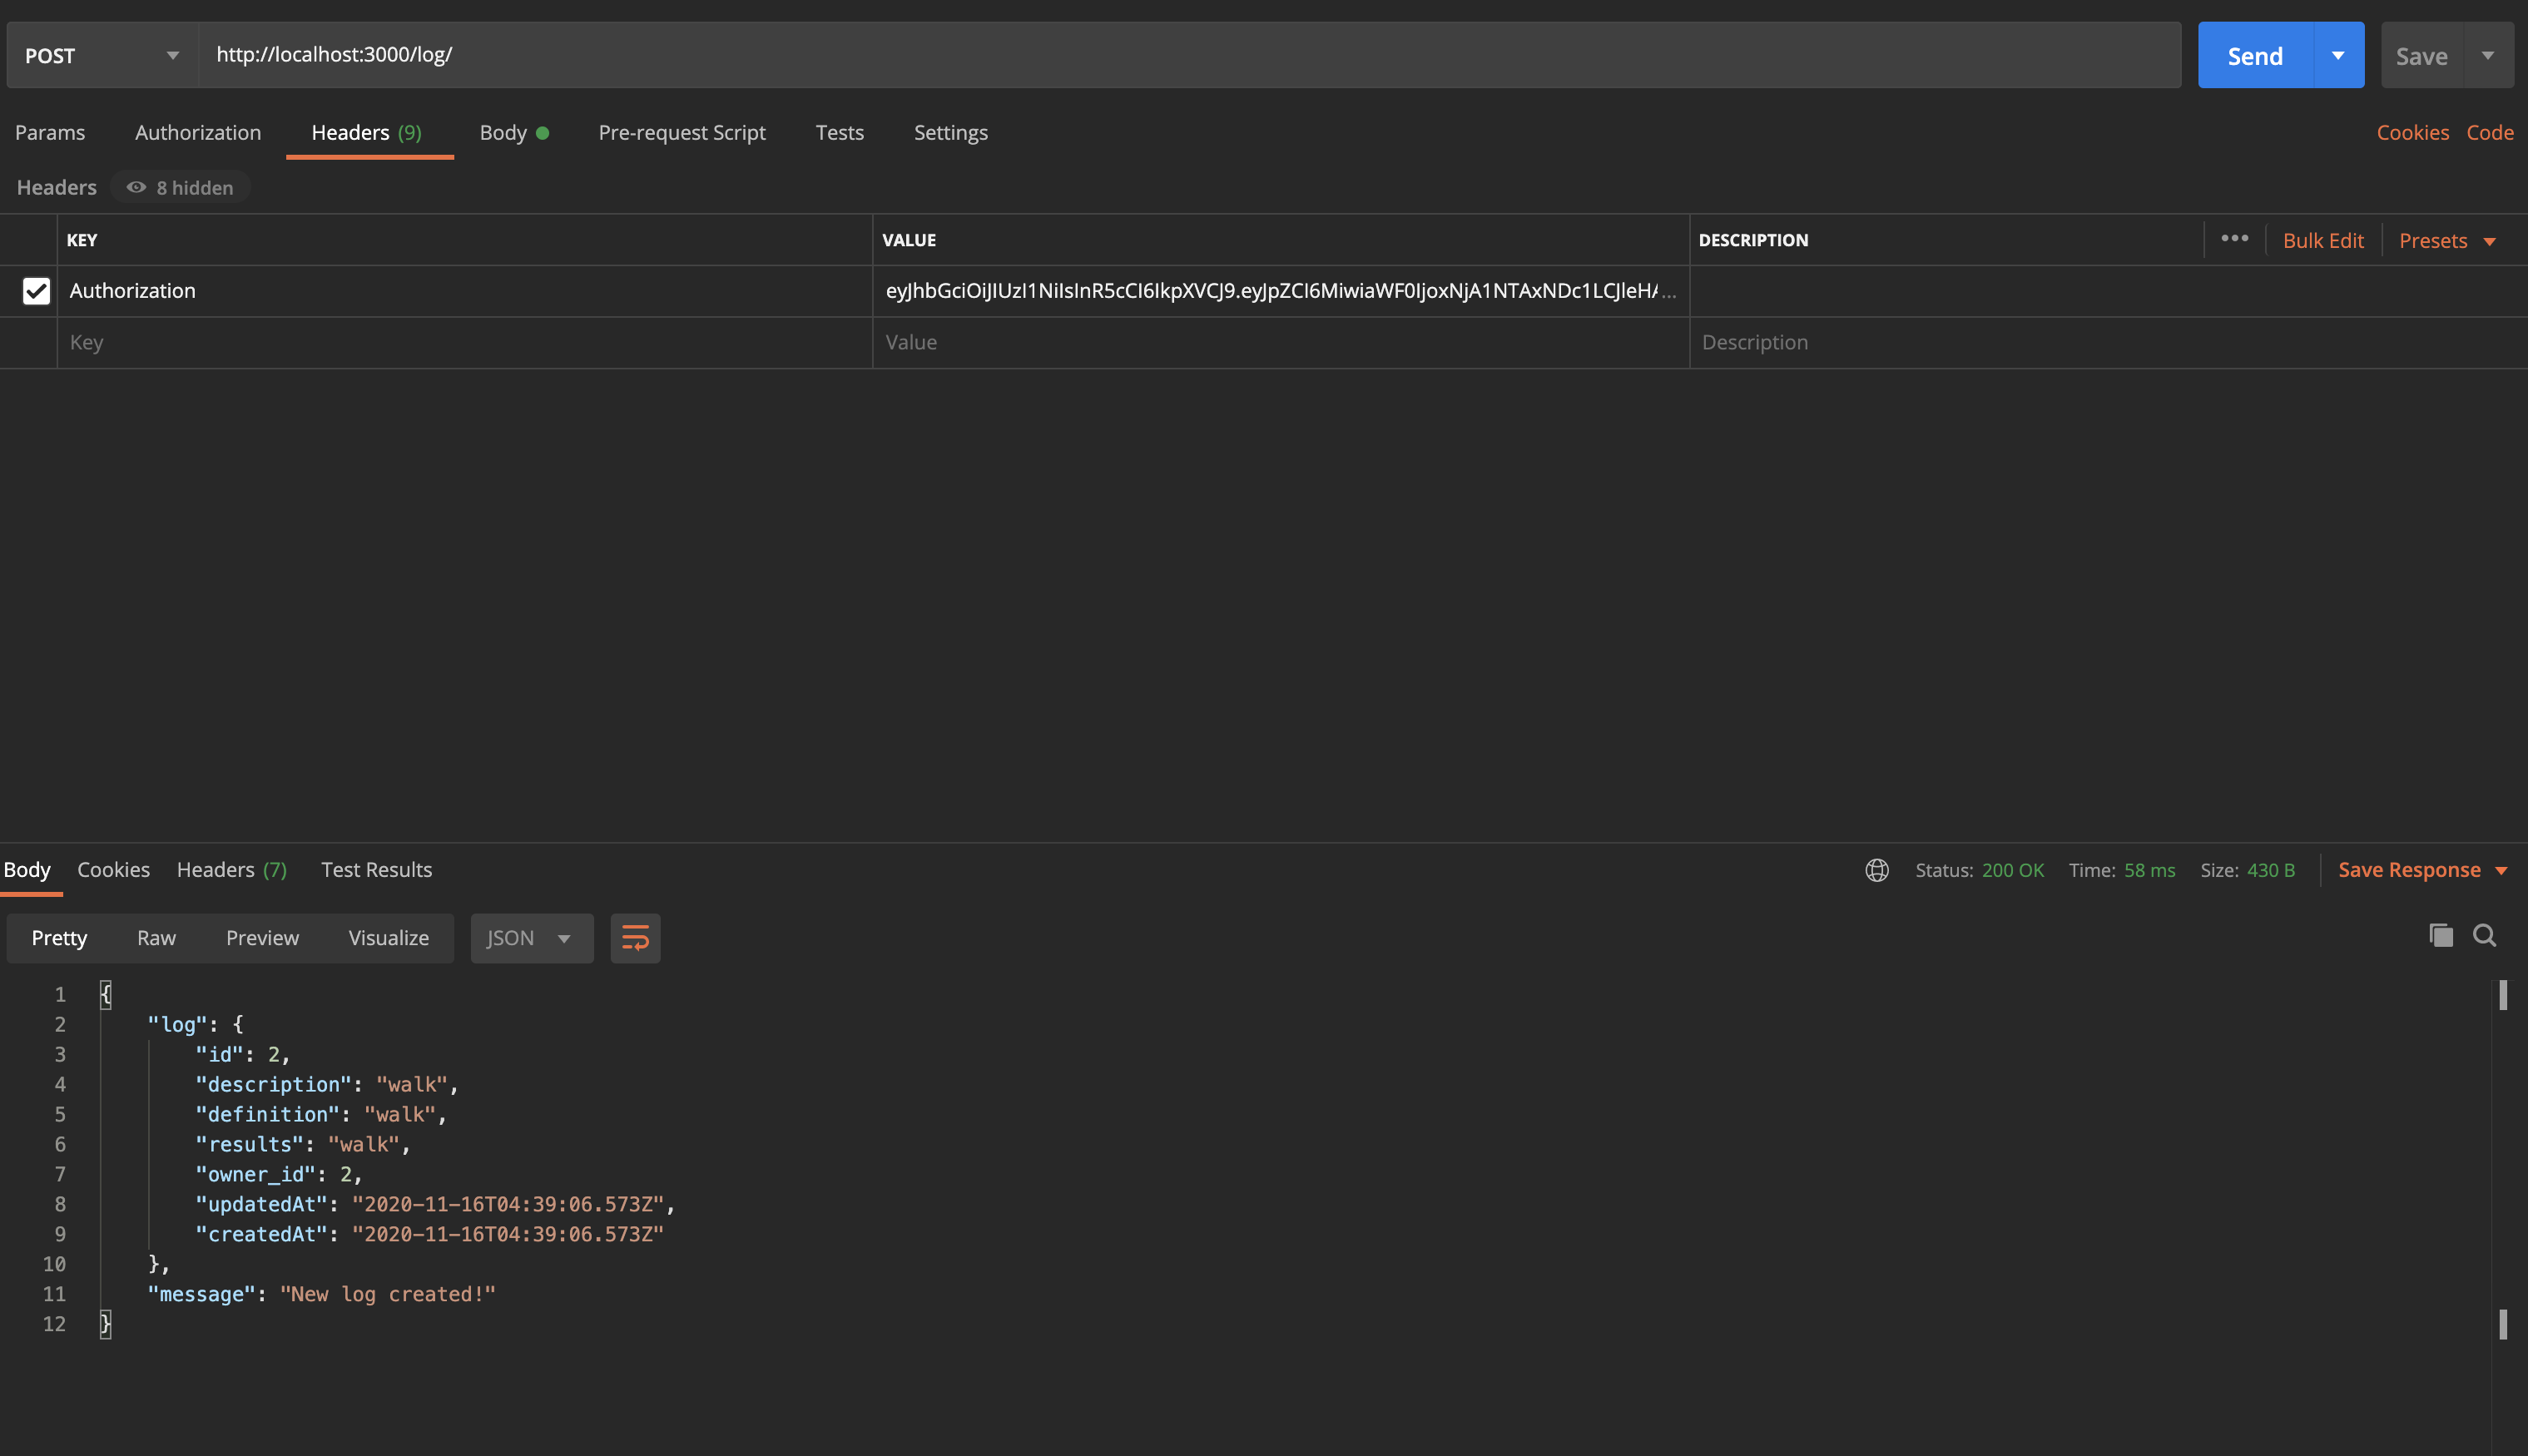 POST http://localhost:3000/log/ Send Save
Params Authorization Headers (9) Body Pre-request Script Tests Settings Cookies Code
Headers 8 hidden
KEY VALUE DESCRIPTION ••• Bulk Edit Presets
Authorization eyJhbGciOiJIUzI1NiIsInR5cCI6IkpXVCJ9.eyJpZCI6MiwiaWF0IjoxNjA1NTAxNDc1LCJleHA...
Key Value Description
Body Cookies Headers (7) Test Results Status: 200 OK Time: 58 ms Size: 430 B Save Response
Pretty Raw Preview Visualize JSON
1 {
2 "log": {
3 "id": 2,
4 "description": "walk",
5 "definition": "walk",
6 "results": "walk",
7 "owner_id": 2,
8 "updatedAt": "2020-11-16T04:39:06.573Z",
9 "createdAt": "2020-11-16T04:39:06.573Z"
10 },
11 "message": "New log created!"
12 }